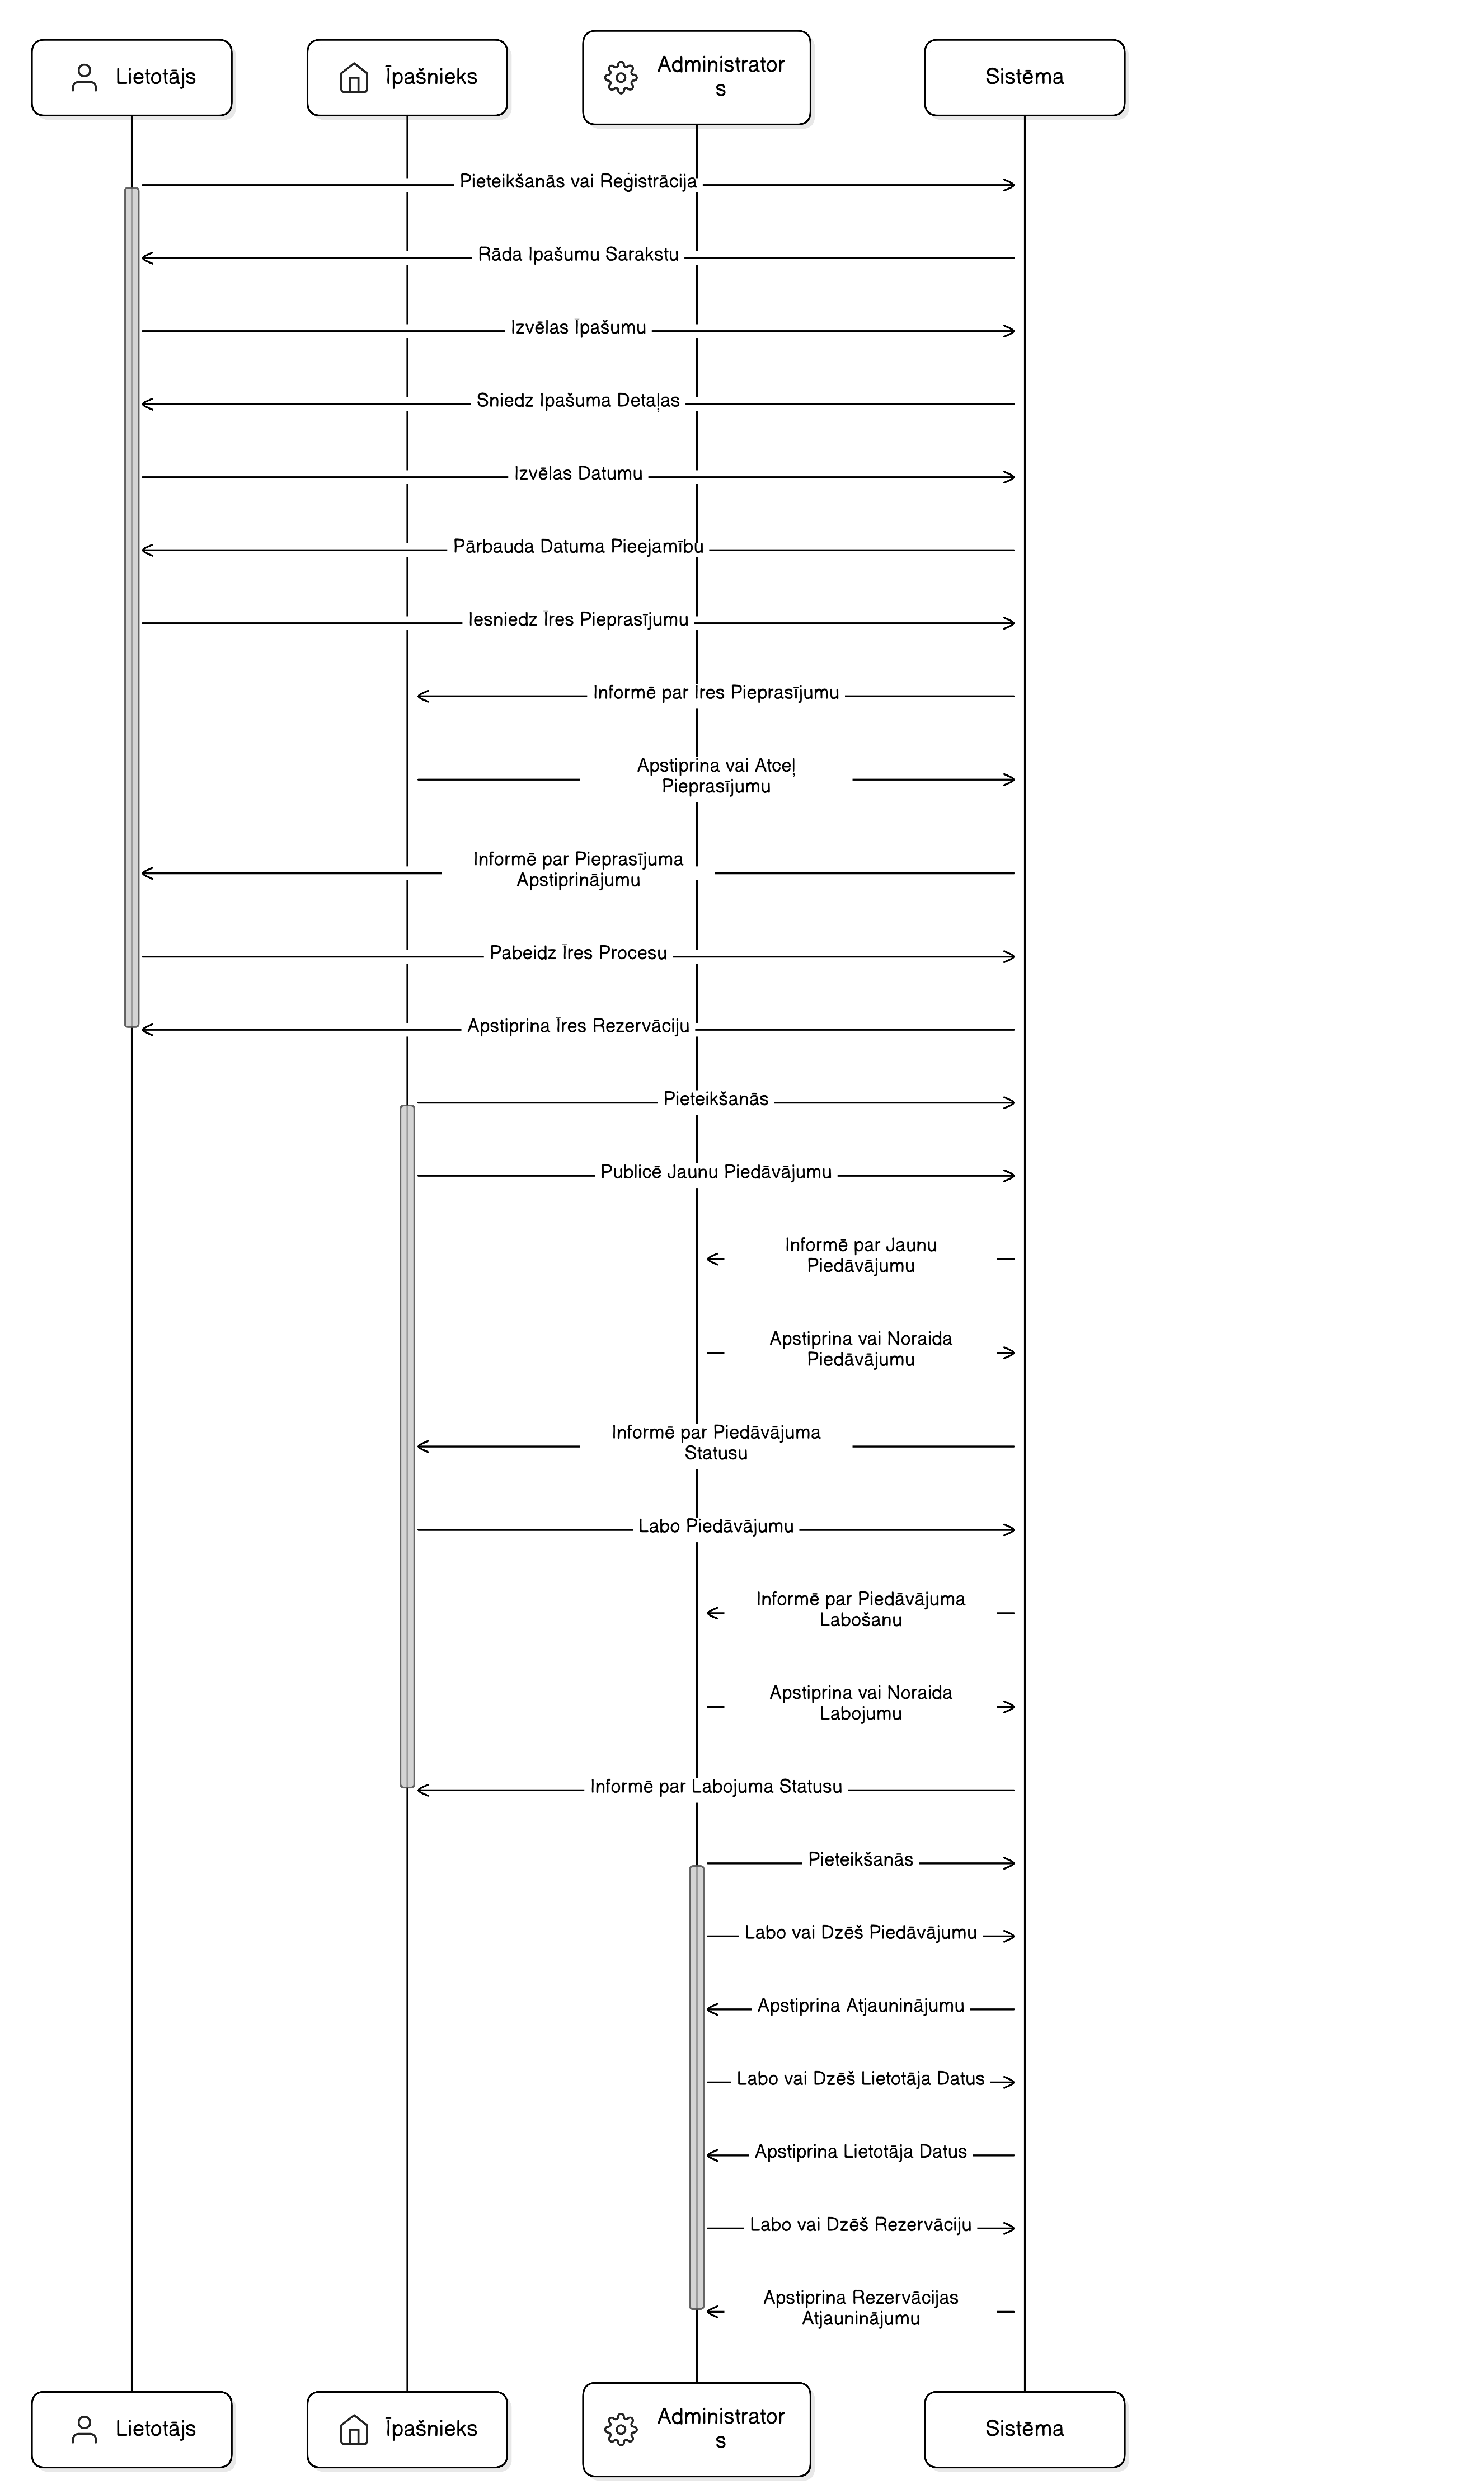 Lietotājs
Īpašnieks
Administrator
s
Sistēma
Pieteikšanās vai Reģistrācija
Rāda Īpašumu Sarakstu
Izvēlas Īpašumu
Sniedz Īpašuma Detaļas
Izvēlas Datumu
Pārbauda Datuma Pieejamību
Iesniedz Īres Pieprasījumu
Informē par Īres Pieprasījumu
Apstiprina vai Atceļ
Pieprasījumu
Informē par Pieprasījuma
Apstiprinājumu
Pabeidz Īres Procesu
Apstiprina Īres Rezervāciju
Pieteikšanās
Publicē Jaunu Piedāvājumu
Informē par Jaunu
Piedāvājumu
Apstiprina vai Noraida
Piedāvājumu
Informē par Piedāvājuma
Statusu
Labo Piedāvājumu
Informē par Piedāvājuma
Labošanu
Apstiprina vai Noraida
Labojumu
Informē par Labojuma Statusu
Pieteikšanās
Labo vai Dzēš Piedāvājumu
Apstiprina Atjauninājumu
Labo vai Dzēš Lietotāja Datus
Apstiprina Lietotāja Datus
Labo vai Dzēš Rezervāciju
Apstiprina Rezervācijas
Atjauninājumu
Lietotājs
Īpašnieks
Administrator
s
Sistēma